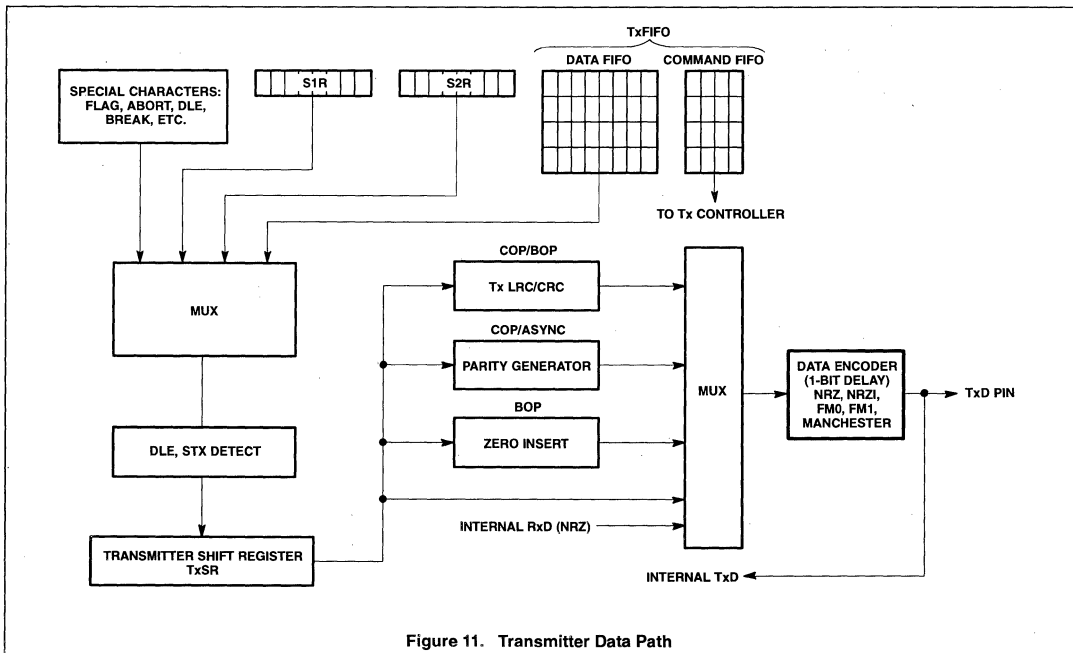 TxFIFO
DATA FIFO COMMAND FIFO
SPECIAL CHARACTERS:
FLAG, ABORT, DLE,
BREAK, ETC.
S1R
S2R
TO Tx CONTROLLER
MUX
DLE, STX DETECT
TRANSMITTER SHIFT REGISTER
TxSR
COP/BOP
Tx LRC/CRC
COP/ASYNC
PARITY GENERATOR
BOP
ZERO INSERT
INTERNAL RxD (NRZ)
MUX
DATA ENCODER
(1-BIT DELAY)
NRZ, NRZI,
FM0, FM1,
MANCHESTER
TxD PIN
INTERNAL TxD
Figure 11. Transmitter Data Path